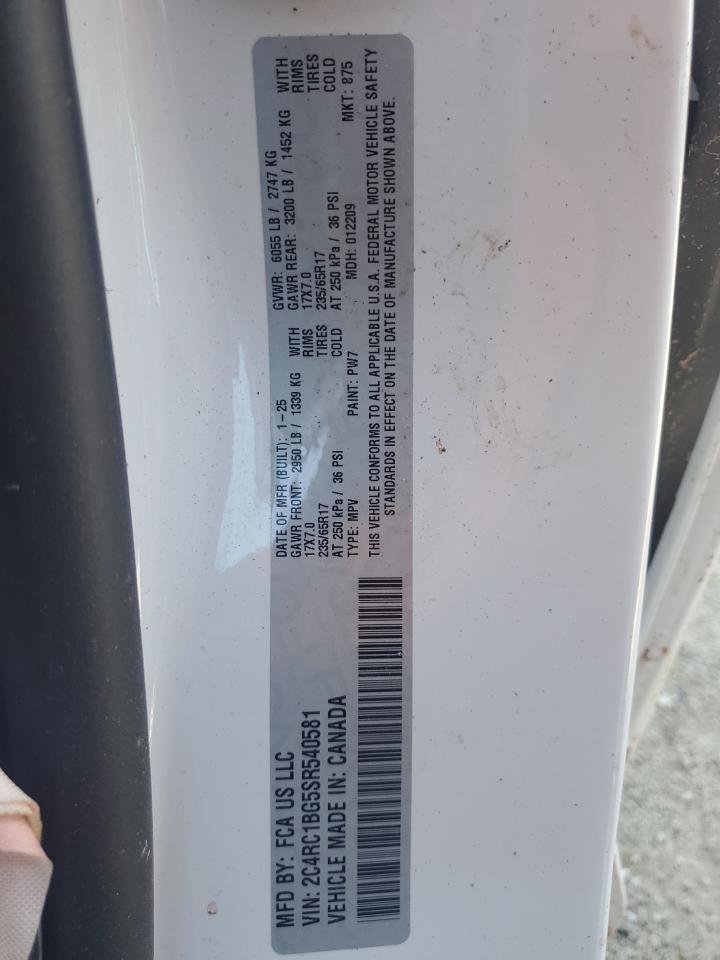 MFD BY: FCA US LLC
VIN: 2C4RC1BG5SR540581
VEHICLE MADE IN: CANADA
DATE OF MFR (BUILT): 1-25 GVWR: 6055 LB / 2747 KG
GAWR FRONT: 2950 LB / 1339 KG WITH GAWR REAR: 3200 LB / 1452 KG WITH
17X7.0 RIMS 17X7.0 RIMS
235/65R17 TIRES 235/65R17 TIRES
AT 250 kPa / 36 PSI COLD AT 250 kPa / 36 PSI COLD
TYPE: MPV PAINT: PW7 MDH: 012209 MKT: 875
THIS VEHICLE CONFORMS TO ALL APPLICABLE U.S.A. FEDERAL MOTOR VEHICLE SAFETY
STANDARDS IN EFFECT ON THE DATE OF MANUFACTURE SHOWN ABOVE.